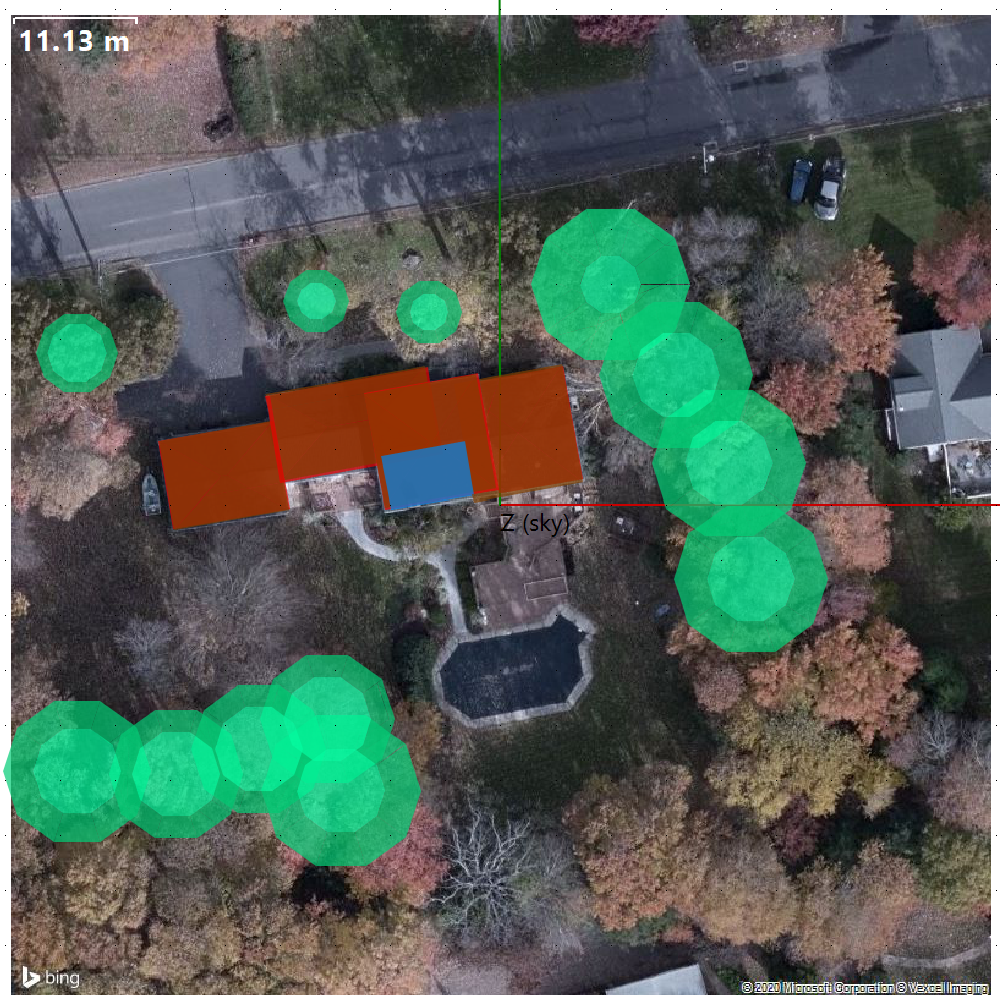 11.13 m
Z (sky)
bing
© 2020 Microsoft Corporation © Vexcel Imaging